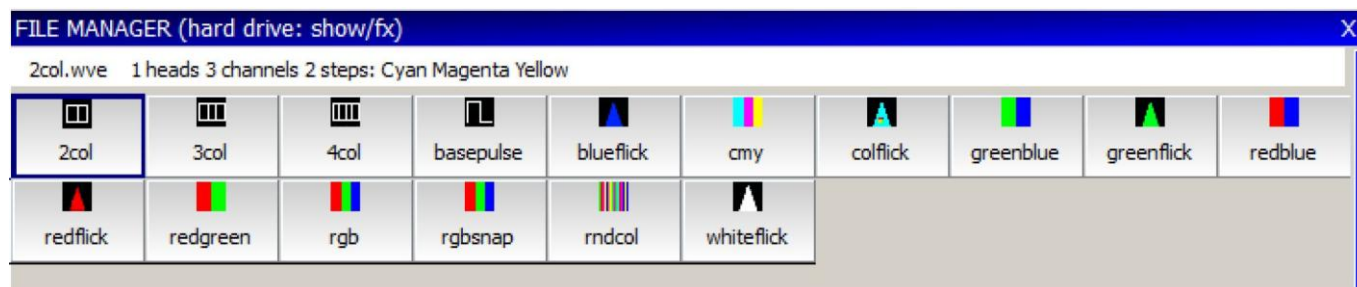 FILE MANAGER (hard drive: show/fx) X
2col.wve 1 heads 3 channels 2 steps: Cyan Magenta Yellow
2col 3col 4col basepulse blueflick cmy colflick greenblue greenflick redblue
redflick redgreen rgb rgbsnap rndcol whiteflick